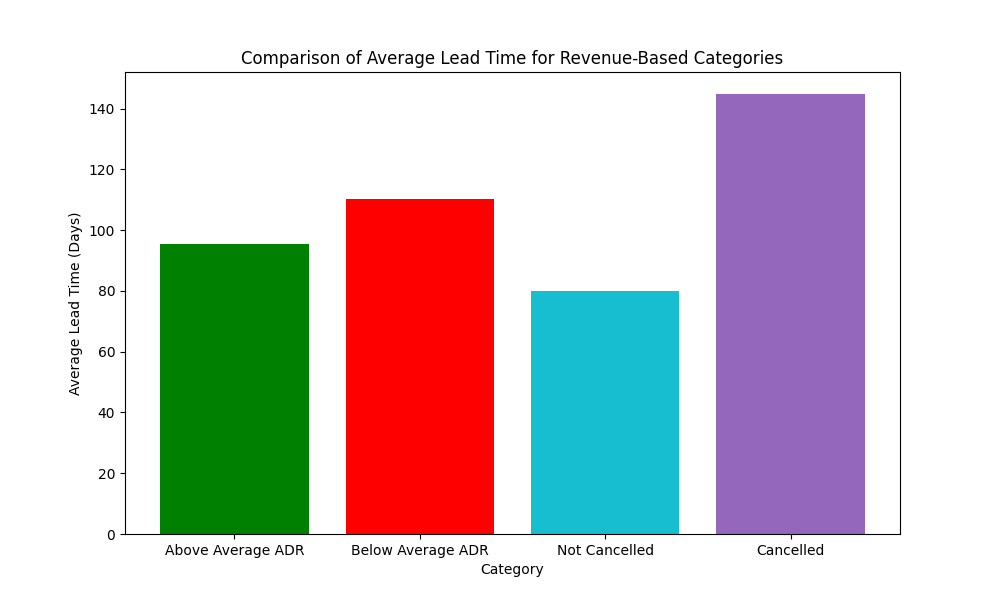 Comparison of Average Lead Time for Revenue-Based Categories
Average Lead Time (Days)
140
120
100
80
60
40
20
0
Above Average ADR
Below Average ADR
Not Cancelled
Cancelled
Category